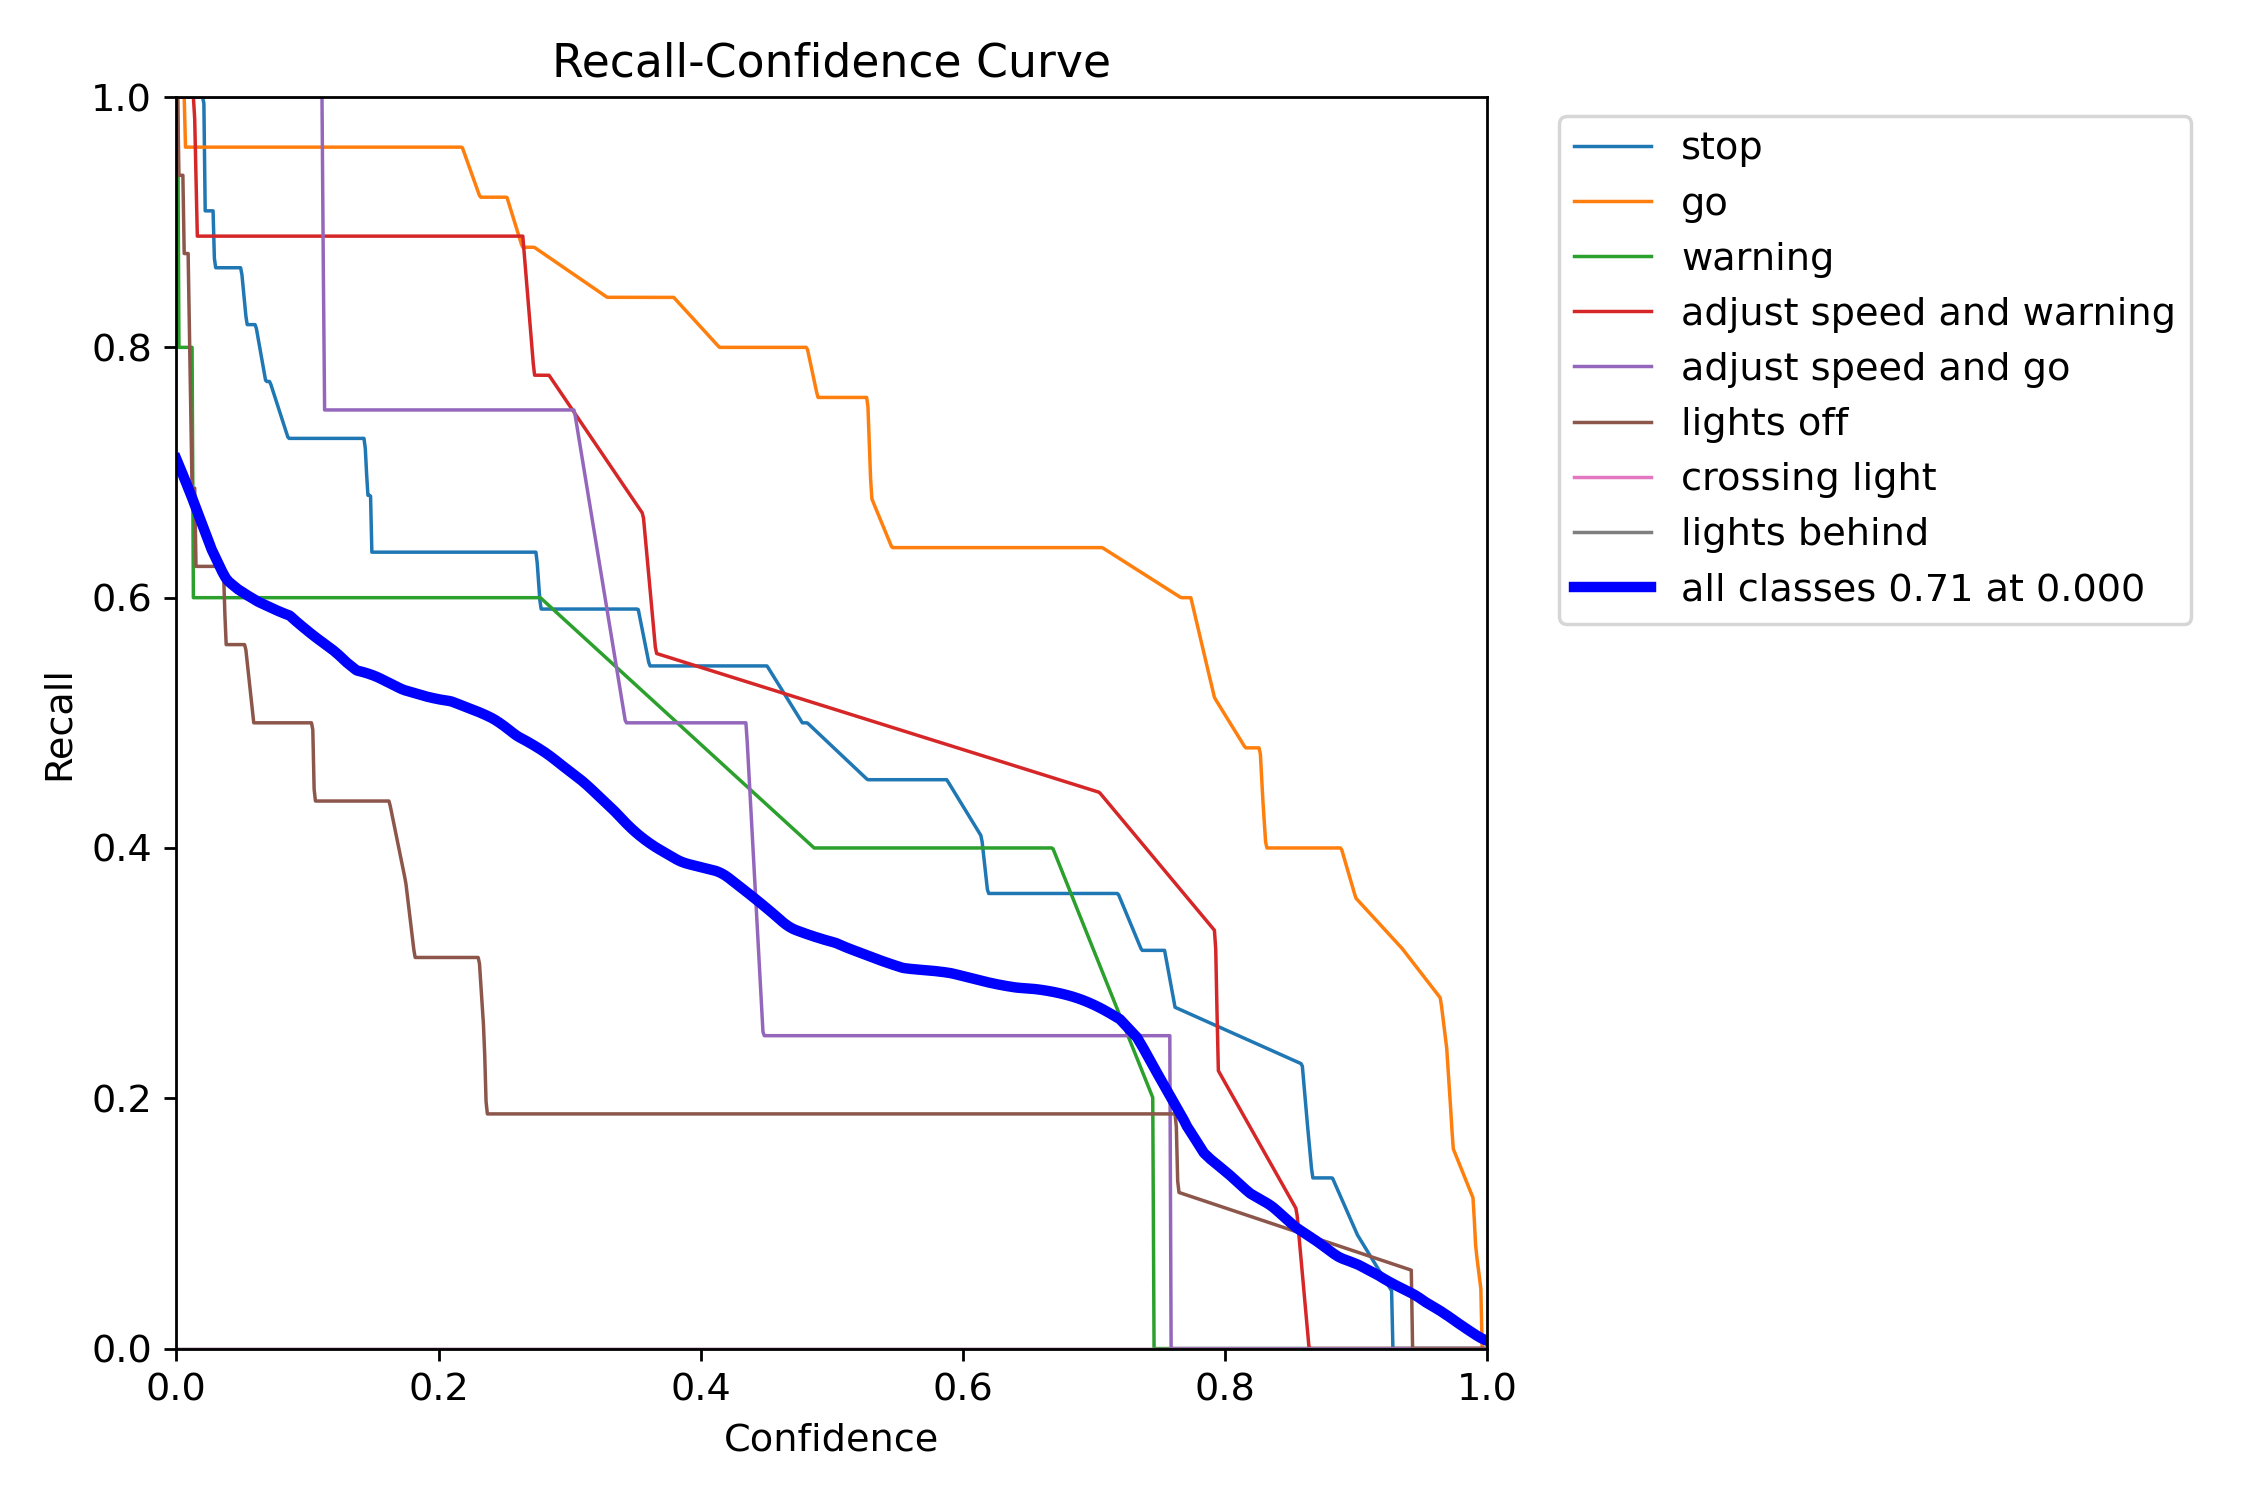 Recall-Confidence Curve
1.0
0.8
0.6
0.4
0.2
0.0
Recall
0.0 0.2 0.4 0.6 0.8 1.0
Confidence
stop
go
warning
adjust speed and warning
adjust speed and go
lights off
crossing light
lights behind
all classes 0.71 at 0.000